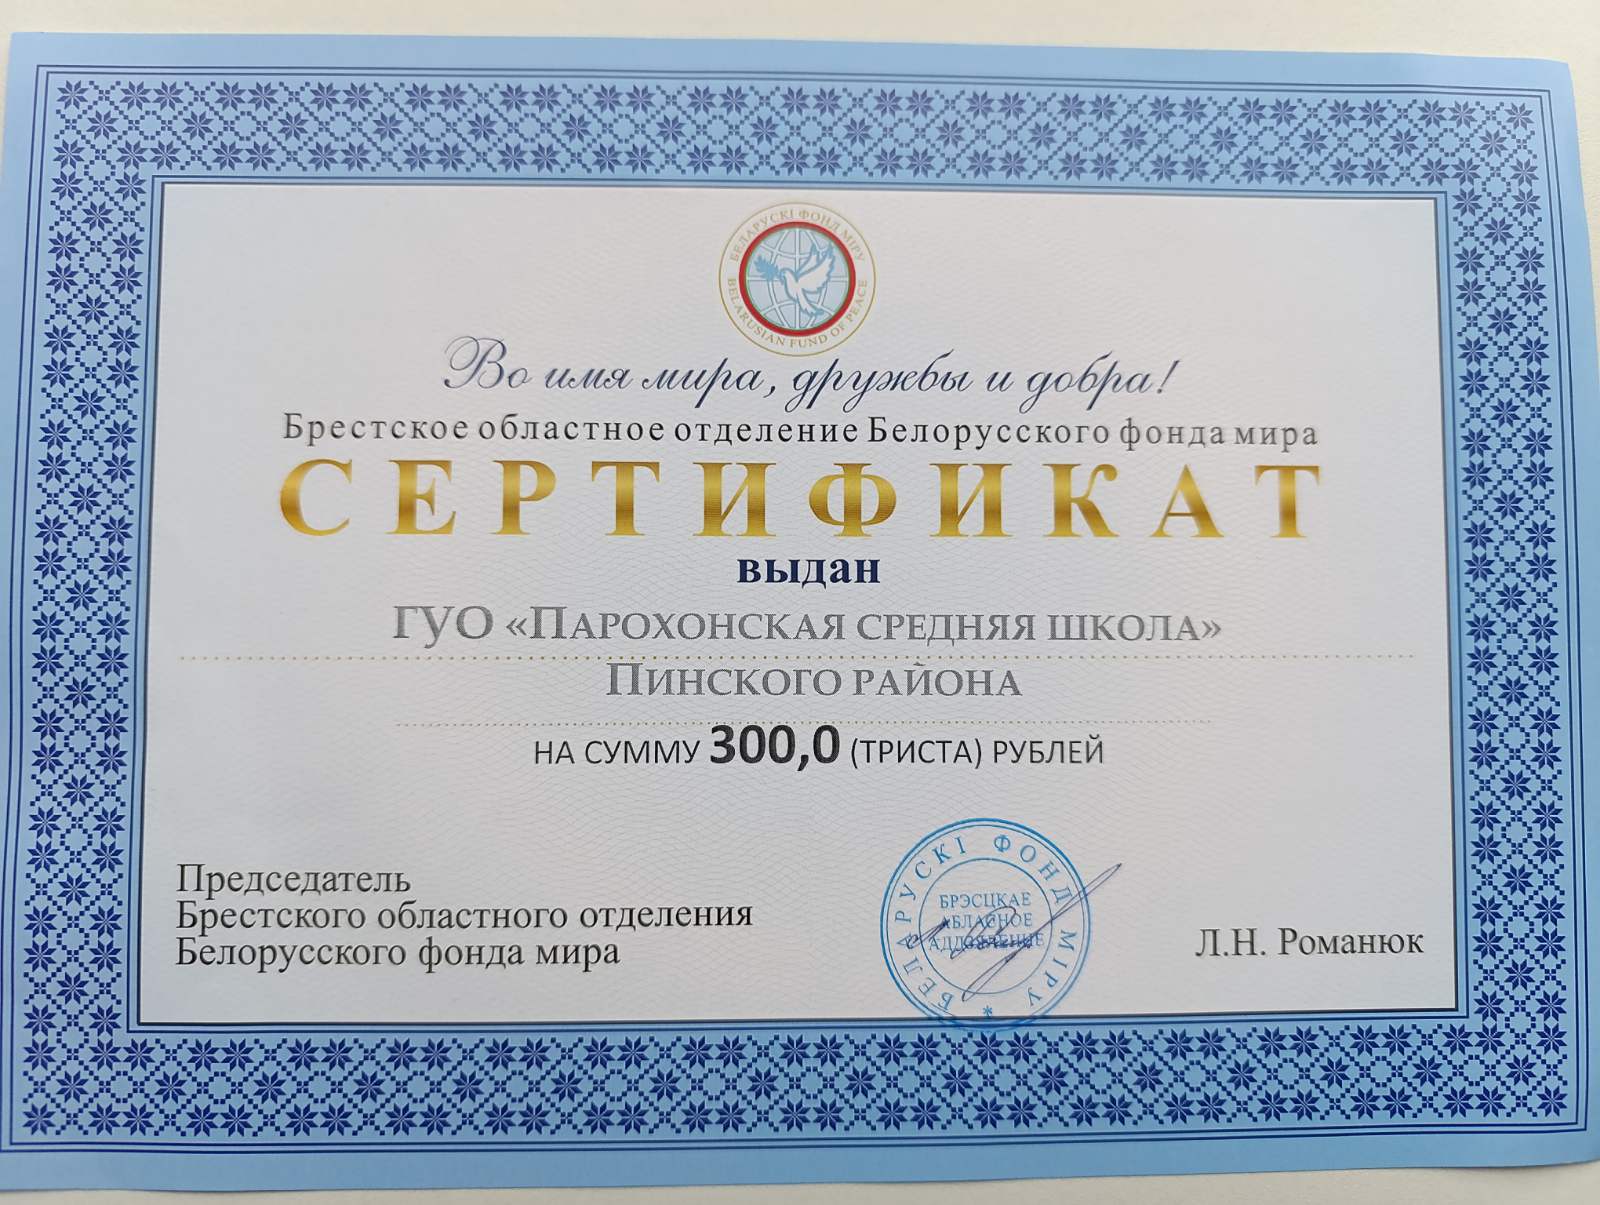 БЕЛАРУСКІ ФОНД МІРУ
BELARUSIAN FUND OF PEACE
Во имя мира, дружбы и добра!
Брестское областное отделение Белорусского фонда мира
СЕРТИФИКАТ
выдан
ГУО «ПАРОХОНСКАЯ СРЕДНЯЯ ШКОЛА»
ПИНСКОГО РАЙОНА
НА СУММУ 300,0 (ТРИСТА) РУБЛЕЙ
Председатель
Брестского областного отделения
Белорусского фонда мира
БЕЛАРУСКІ ФОНД МІРУ *
БРЭСЦКАЕ
АБЛАСНОЕ
АДДЗЯЛЕННЕ
Л.Н. Романюк